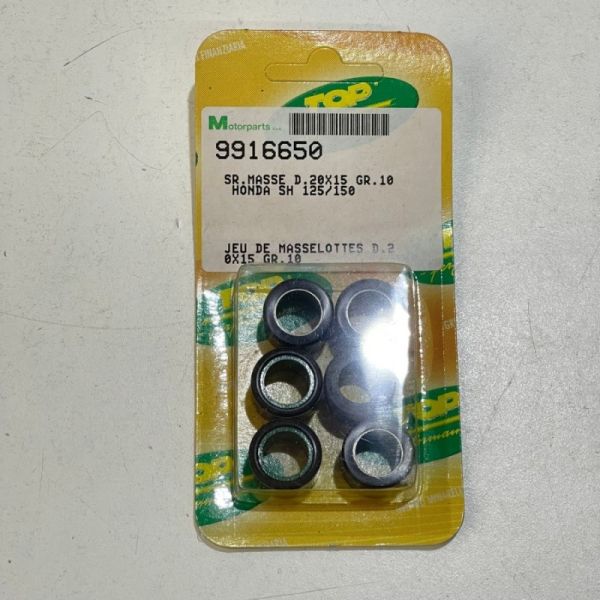 FINANZIARIA
TOP
Motorparts
9916650
SR.MASSE D.20X15 GR.10
HONDA SH 125/150
JEU DE MASSELOTTES D.2
0X15 GR.10
TOP
TOP